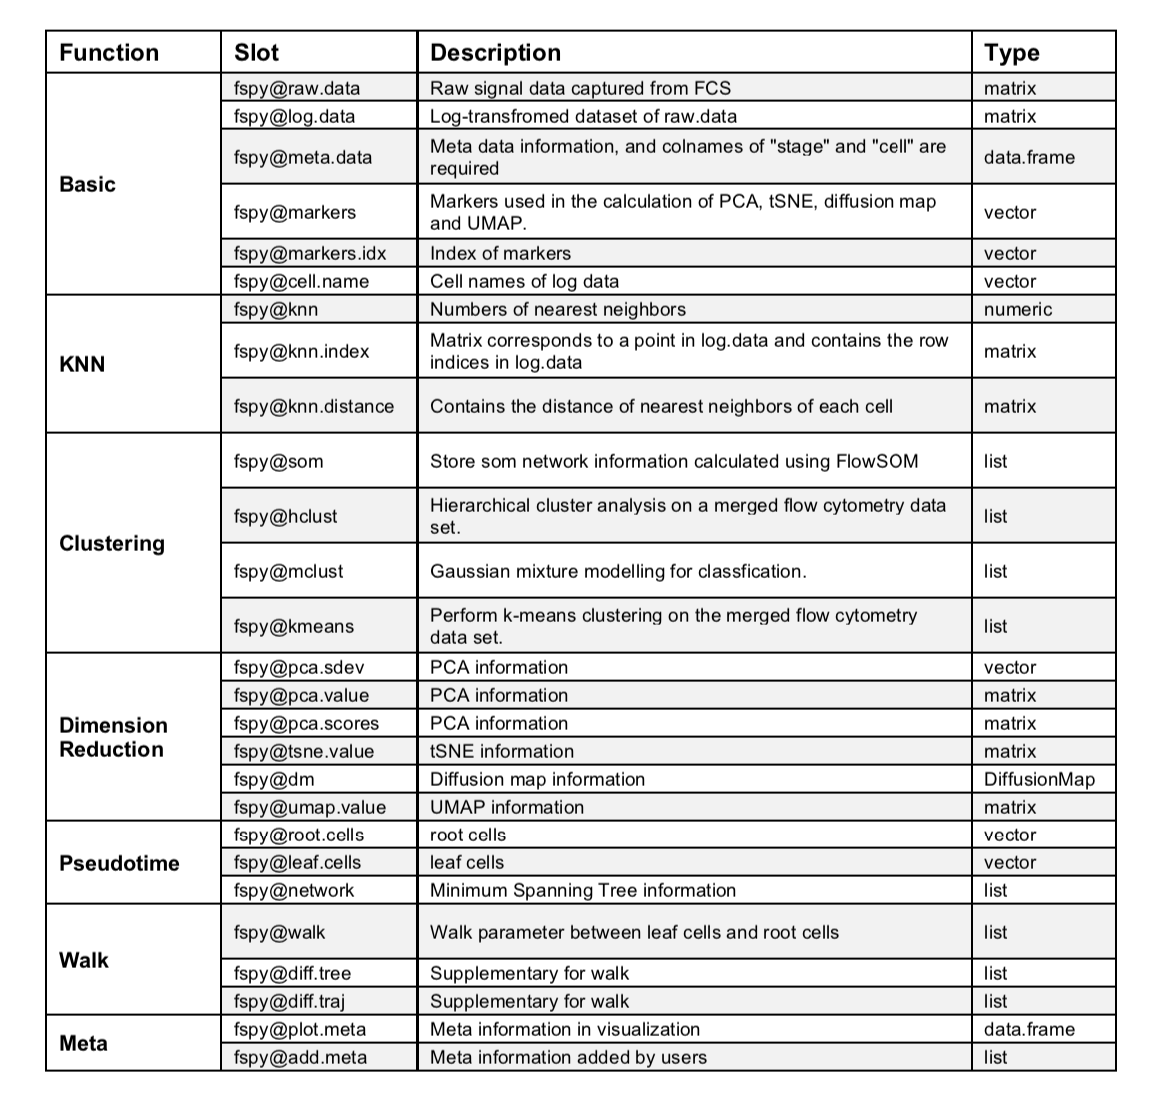 Function Slot Description Type
Basic
fspy@raw.data Raw signal data captured from FCS matrix
fspy@log.data Log-transfromed dataset of raw.data matrix
fspy@meta.data Meta data information, and colnames of "stage" and "cell" are
required data.frame
fspy@markers Markers used in the calculation of PCA, tSNE, diffusion map
and UMAP. vector
fspy@markers.idx Index of markers vector
fspy@cell.name Cell names of log data vector
KNN
fspy@knn Numbers of nearest neighbors numeric
fspy@knn.index Matrix corresponds to a point in log.data and contains the row
indices in log.data matrix
fspy@knn.distance Contains the distance of nearest neighbors of each cell matrix
Clustering
fspy@som Store som network information calculated using FlowSOM list
fspy@hclust Hierarchical cluster analysis on a merged flow cytometry data
set. list
fspy@mclust Gaussian mixture modelling for classfication. list
fspy@kmeans Perform k-means clustering on the merged flow cytometry
data set. list
Dimension
Reduction
fspy@pca.sdev PCA information vector
fspy@pca.value PCA information matrix
fspy@pca.scores PCA information matrix
fspy@tsne.value tSNE information matrix
fspy@dm Diffusion map information DiffusionMap
fspy@umap.value UMAP information matrix
Pseudotime
fspy@root.cells root cells vector
fspy@leaf.cells leaf cells vector
fspy@network Minimum Spanning Tree information list
Walk
fspy@walk Walk parameter between leaf cells and root cells list
fspy@diff.tree Supplementary for walk list
fspy@diff.traj Supplementary for walk list
Meta
fspy@plot.meta Meta information in visualization data.frame
fspy@add.meta Meta information added by users list